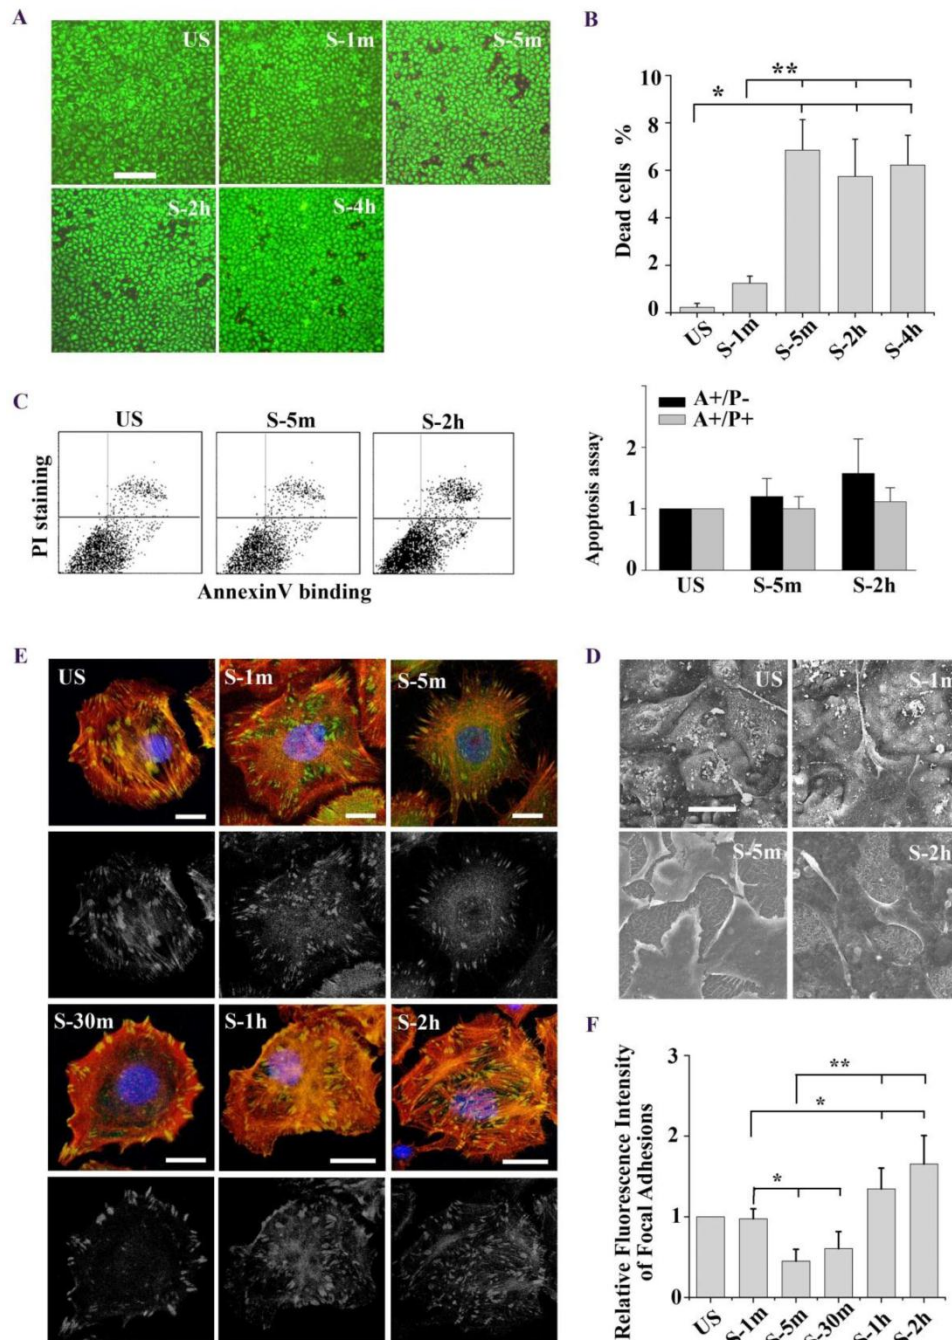 A
US
S-1m
S-5m
S-2h
S-4h
B
Dead cells %
10
8
6
4
2
0
*
**
US
S-1m
S-5m
S-2h
S-4h
C
US
S-5m
S-2h
PI staining
AnnexinV binding
Apoptosis assay
2
1
0
A+/P-
A+/P+
US
S-5m
S-2h
E
US
S-1m
S-5m
S-30m
S-1h
S-2h
D
US
S-1m
S-5m
S-2h
F
Relative Fluorescence Intensity
of Focal Adhesions
3
2
1
0
**
*
*
US
S-1m
S-5m
S-30m
S-1h
S-2h